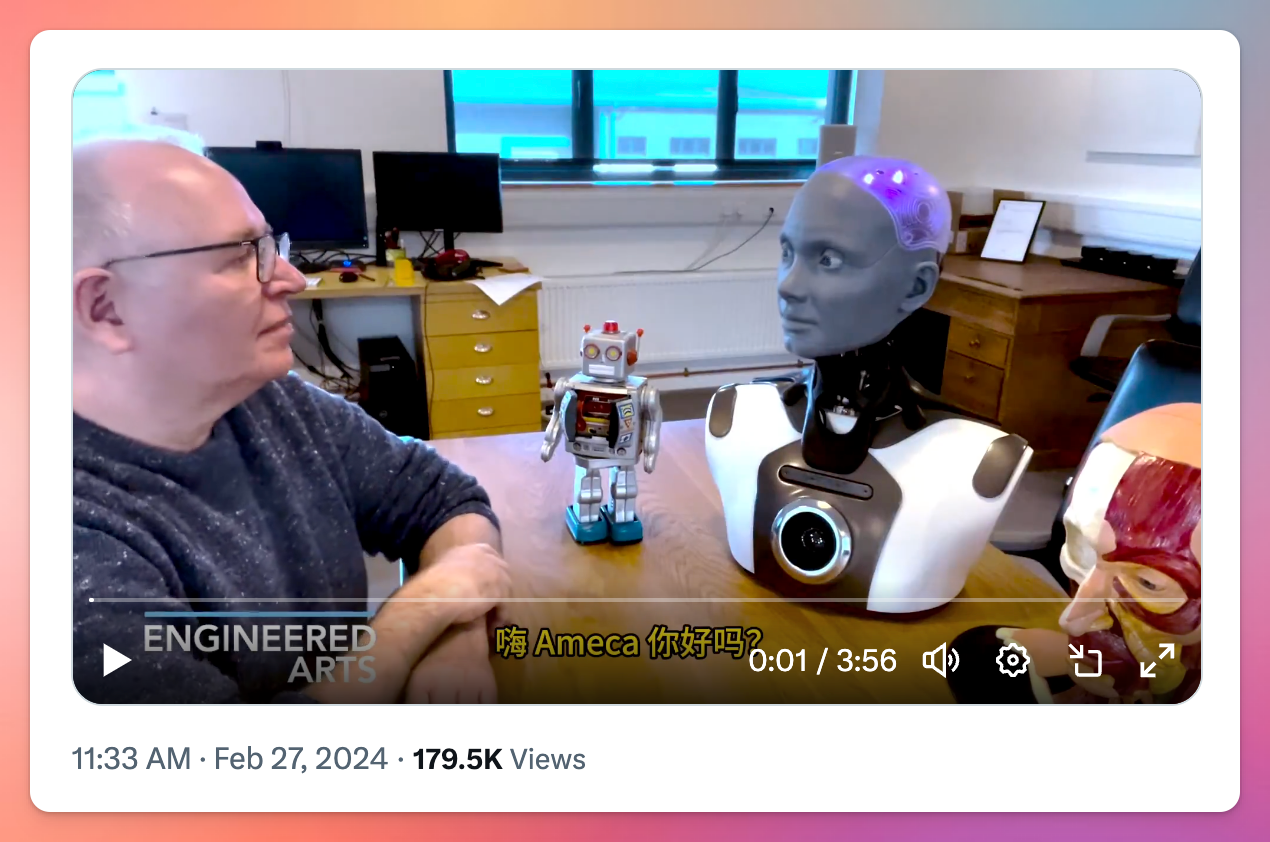 ENGINEERED
ARTS
嗨 Ameca 你好吗?
0:01 / 3:56
11:33 AM · Feb 27, 2024 · 179.5K Views